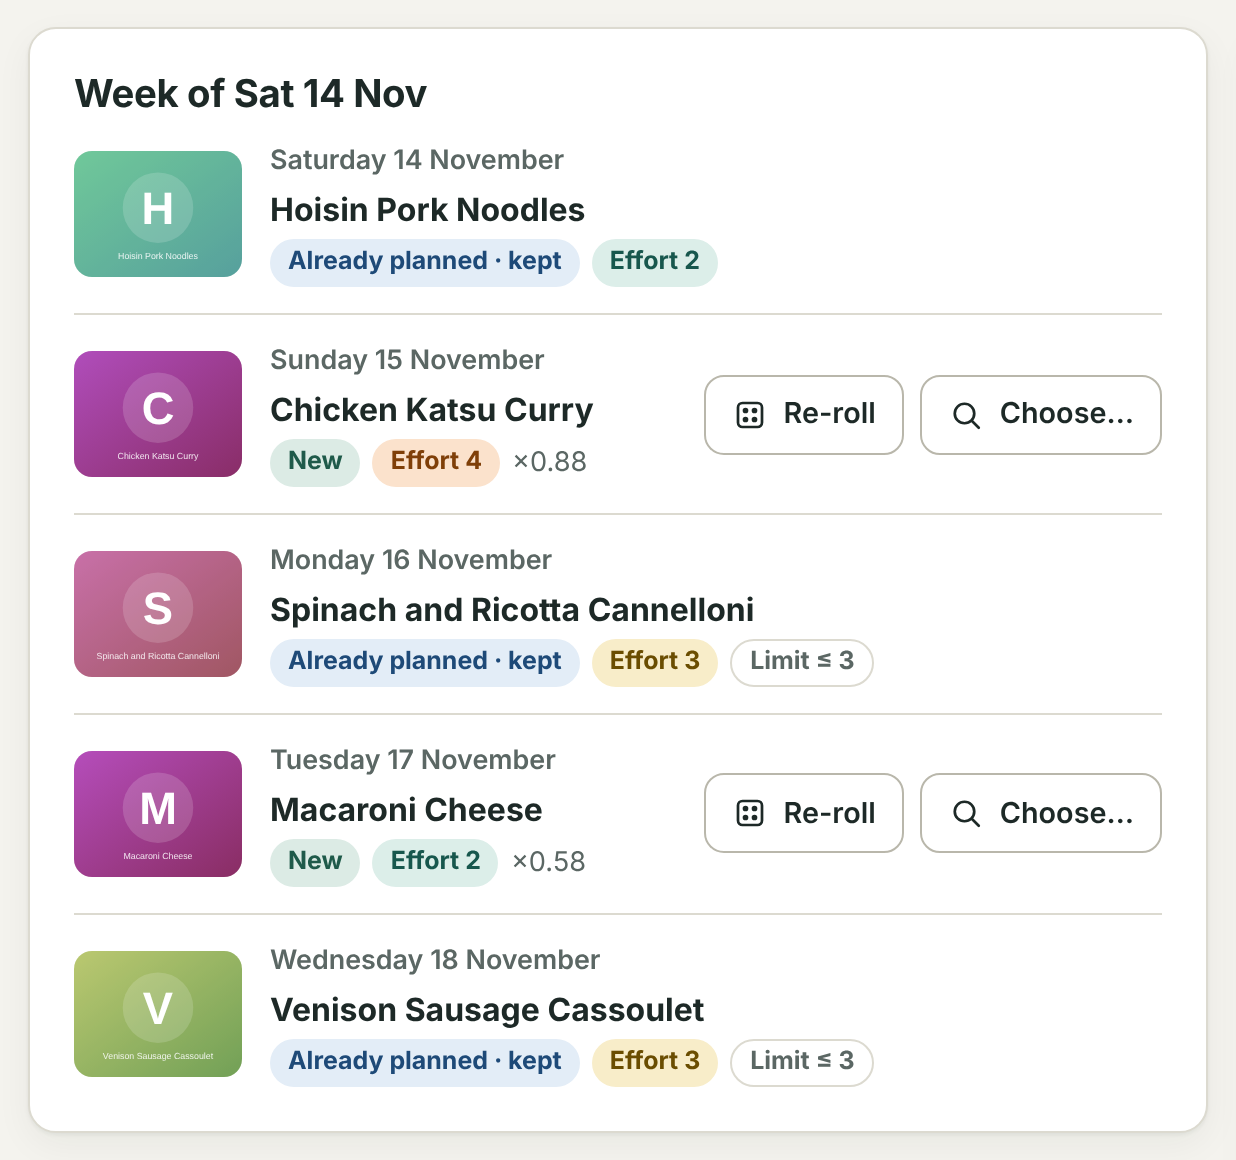 Week of Sat 14 Nov
H
Hoisin Pork Noodles
Saturday 14 November
Hoisin Pork Noodles
Already planned · kept
Effort 2
C
Chicken Katsu Curry
Sunday 15 November
Chicken Katsu Curry
New
Effort 4
×0.88
Re-roll
Choose...
S
Spinach and Ricotta Cannelloni
Monday 16 November
Spinach and Ricotta Cannelloni
Already planned · kept
Effort 3
Limit ≤ 3
M
Macaroni Cheese
Tuesday 17 November
Macaroni Cheese
New
Effort 2
×0.58
Re-roll
Choose...
V
Venison Sausage Cassoulet
Wednesday 18 November
Venison Sausage Cassoulet
Already planned · kept
Effort 3
Limit ≤ 3